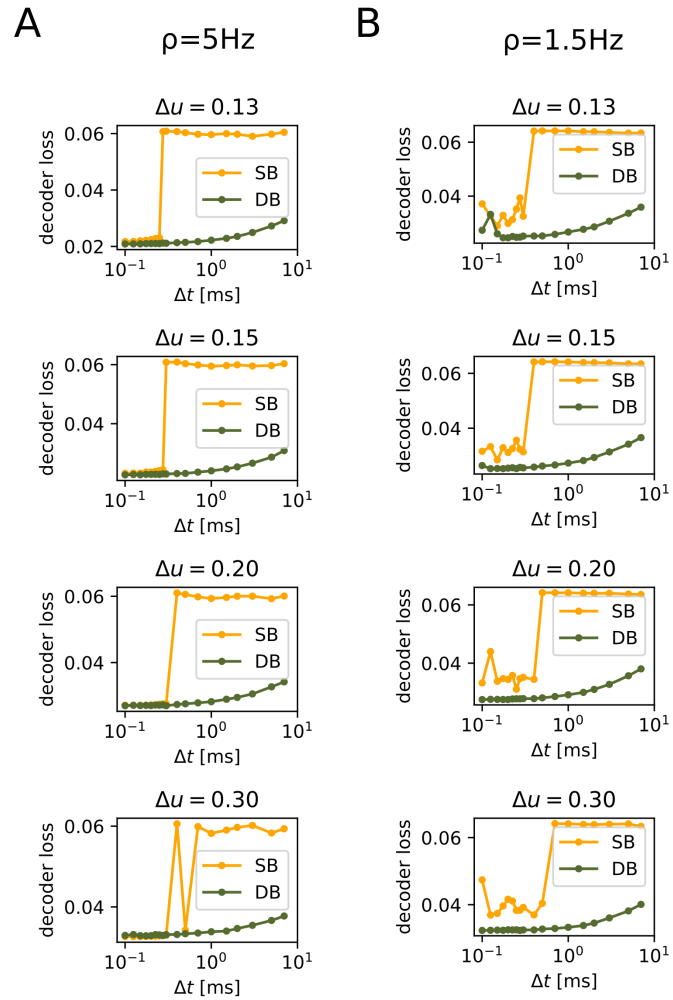 A
B
ρ=5Hz
ρ=1.5Hz
Δu = 0.13
decoder loss
0.06
0.04
0.02
SB
DB
10⁻¹
10⁰
10¹
Δt [ms]
Δu = 0.13
decoder loss
0.06
0.04
SB
DB
10⁻¹
10⁰
10¹
Δt [ms]
Δu = 0.15
decoder loss
0.06
0.04
SB
DB
10⁻¹
10⁰
10¹
Δt [ms]
Δu = 0.15
decoder loss
0.06
0.04
SB
DB
10⁻¹
10⁰
10¹
Δt [ms]
Δu = 0.20
decoder loss
0.06
0.04
SB
DB
10⁻¹
10⁰
10¹
Δt [ms]
Δu = 0.20
decoder loss
0.06
0.04
SB
DB
10⁻¹
10⁰
10¹
Δt [ms]
Δu = 0.30
decoder loss
0.06
0.04
SB
DB
10⁻¹
10⁰
10¹
Δt [ms]
Δu = 0.30
decoder loss
0.06
0.04
SB
DB
10⁻¹
10⁰
10¹
Δt [ms]